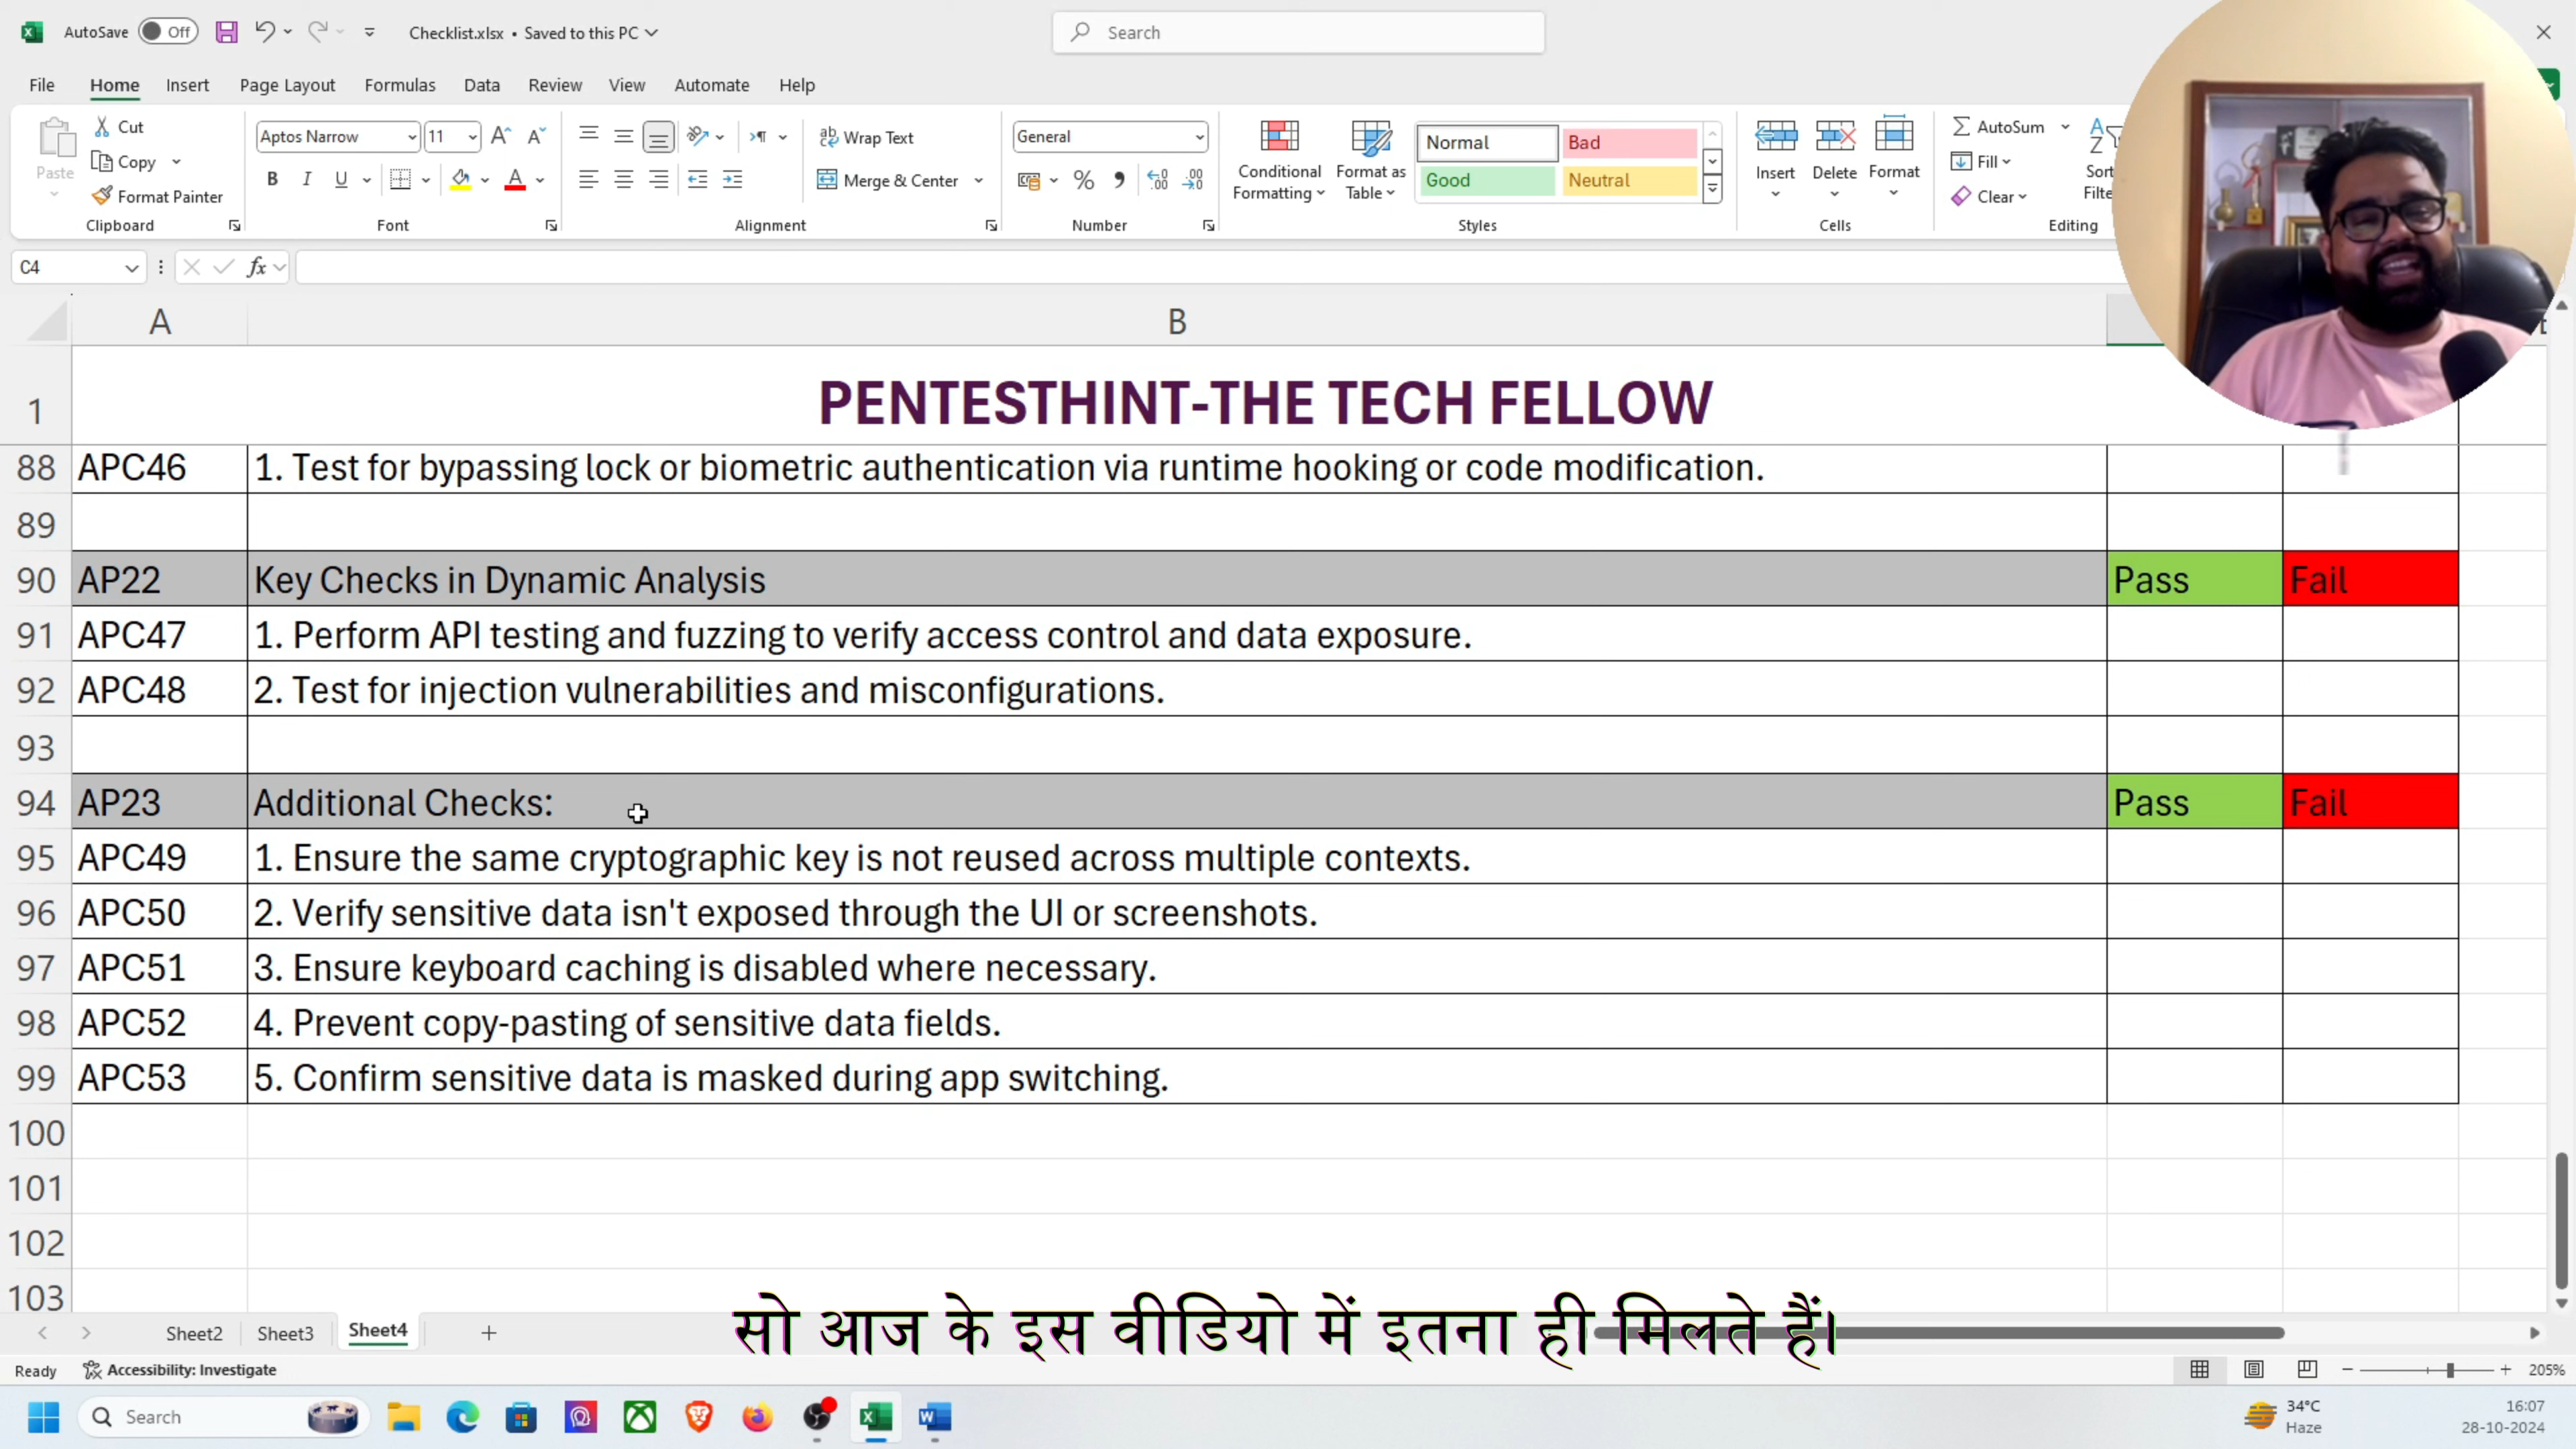 AutoSave Off Checklist.xlsx • Saved to this PC Search
File Home Insert Page Layout Formulas Data Review View Automate Help
Paste Cut Copy Format Painter Clipboard
Aptos Narrow 11 B I U Font
Wrap Text Merge & Center Alignment
General Number
Conditional Formatting Format as Table Normal Bad Good Neutral Styles
Insert Delete Format Cells
AutoSum Fill Clear Sort Filte Editing
C4 fx
A B
1 PENTESTHINT-THE TECH FELLOW
88 APC46 1. Test for bypassing lock or biometric authentication via runtime hooking or code modification.
89
90 AP22 Key Checks in Dynamic Analysis Pass Fail
91 APC47 1. Perform API testing and fuzzing to verify access control and data exposure.
92 APC48 2. Test for injection vulnerabilities and misconfigurations.
93
94 AP23 Additional Checks: Pass Fail
95 APC49 1. Ensure the same cryptographic key is not reused across multiple contexts.
96 APC50 2. Verify sensitive data isn't exposed through the UI or screenshots.
97 APC51 3. Ensure keyboard caching is disabled where necessary.
98 APC52 4. Prevent copy-pasting of sensitive data fields.
99 APC53 5. Confirm sensitive data is masked during app switching.
100
101
102
103
सो आज के इस वीडियो में इतना ही मिलते हैं।
Sheet2 Sheet3 Sheet4
Ready Accessibility: Investigate 205%
Search 34°C Haze 16:07 28-10-2024